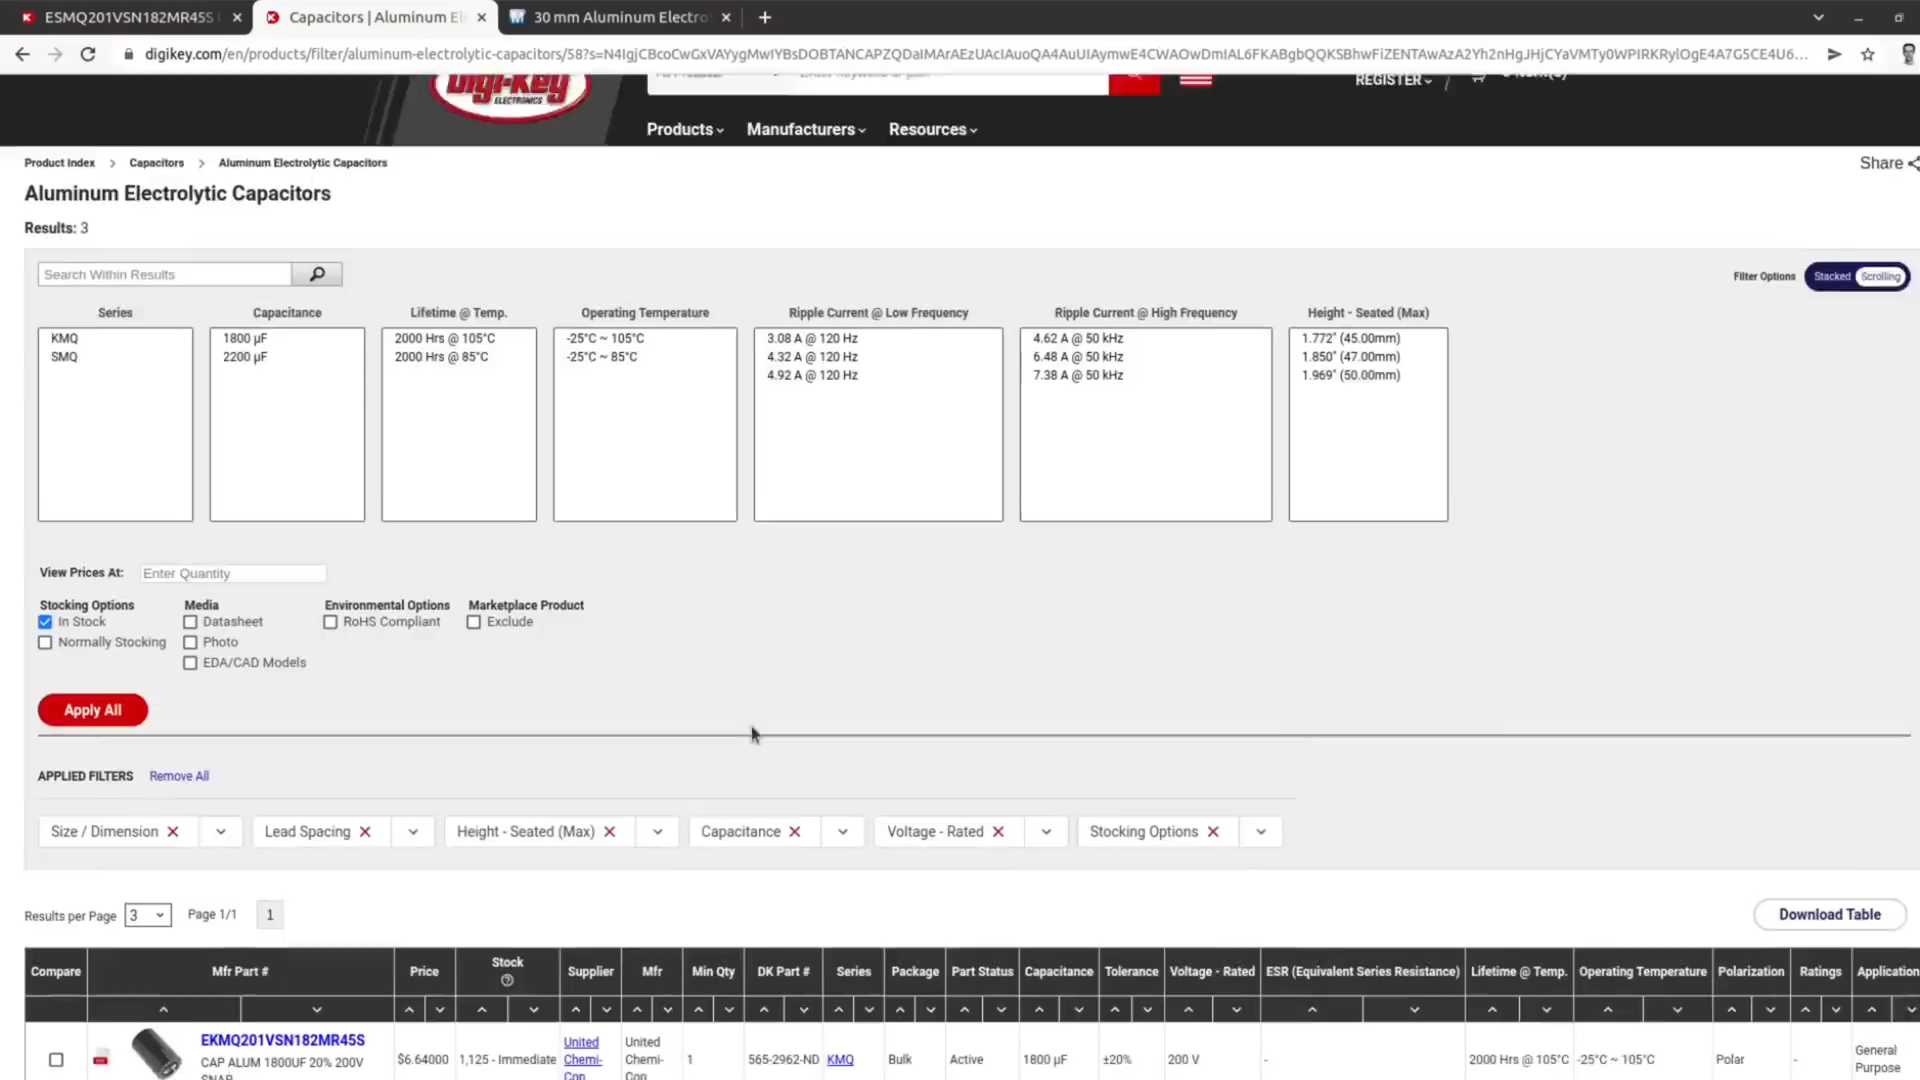 ESMQ201VSN182MR45S
Capacitors | Aluminum El
30 mm Aluminum Electro
digikey.com/en/products/filter/aluminum-electrolytic-capacitors/58?s=
Digi-Key
ELECTRONICS
REGISTER
Products
Manufacturers
Resources
Product Index > Capacitors > Aluminum Electrolytic Capacitors
Share
Aluminum Electrolytic Capacitors
Results: 3
Search Within Results
Filter Options
Stacked
Scrolling
Series
Capacitance
Lifetime @ Temp.
Operating Temperature
Ripple Current @ Low Frequency
Ripple Current @ High Frequency
Height - Seated (Max)
KMQ
SMQ
1800 µF
2200 µF
2000 Hrs @ 105°C
2000 Hrs @ 85°C
-25°C ~ 105°C
-25°C ~ 85°C
3.08 A @ 120 Hz
4.32 A @ 120 Hz
4.92 A @ 120 Hz
4.62 A @ 50 kHz
6.48 A @ 50 kHz
7.38 A @ 50 kHz
1.772" (45.00mm)
1.850" (47.00mm)
1.969" (50.00mm)
View Prices At:
Enter Quantity
Stocking Options
In Stock
Normally Stocking
Media
Datasheet
Photo
EDA/CAD Models
Environmental Options
RoHS Compliant
Marketplace Product
Exclude
Apply All
APPLIED FILTERS
Remove All
Size / Dimension
Lead Spacing
Height - Seated (Max)
Capacitance
Voltage - Rated
Stocking Options
Results per Page
3
Page 1/1
1
Download Table
Compare
Mfr Part #
Price
Stock
Supplier
Mfr
Min Qty
DK Part #
Series
Package
Part Status
Capacitance
Tolerance
Voltage - Rated
ESR (Equivalent Series Resistance)
Lifetime @ Temp.
Operating Temperature
Polarization
Ratings
Application
EKMQ201VSN182MR45S
CAP ALUM 1800UF 20% 200V
SNAP
$6.64000
1,125 - Immediate
United
Chemi-
Con
United
Chemi-
Con
1
565-2962-ND
KMQ
Bulk
Active
1800 µF
±20%
200 V
-
2000 Hrs @ 105°C
-25°C ~ 105°C
Polar
-
General
Purpose